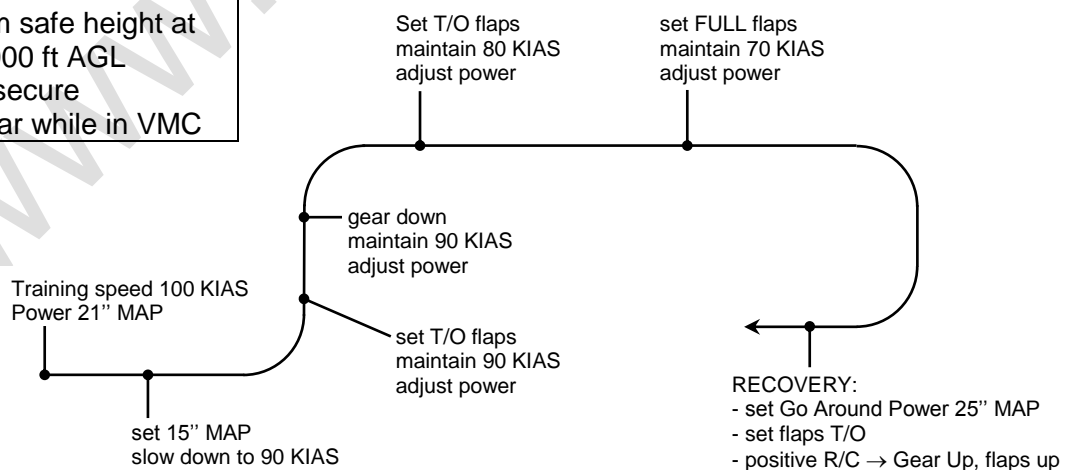 safe height at
00 ft AGL
secure
while in VMC
Set T/O flaps
maintain 80 KIAS
adjust power
set FULL flaps
maintain 70 KIAS
adjust power
gear down
maintain 90 KIAS
adjust power
Training speed 100 KIAS
Power 21'' MAP
set T/O flaps
maintain 90 KIAS
adjust power
set 15'' MAP
slow down to 90 KIAS
RECOVERY:
- set Go Around Power 25'' MAP
- set flaps T/O
- positive R/C → Gear Up, flaps up